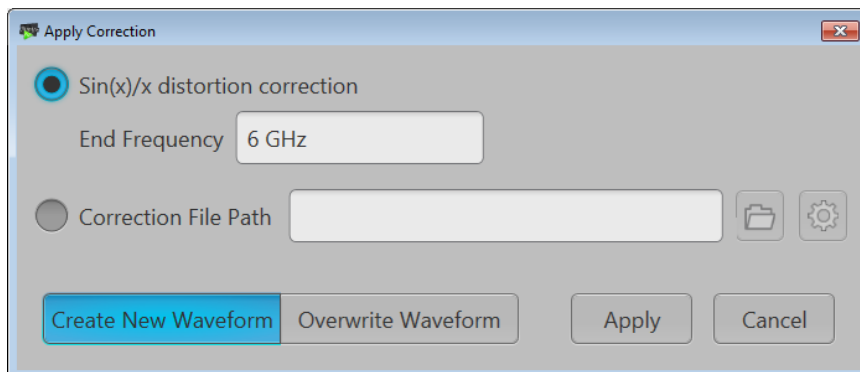 Apply Correction
Sin(x)/x distortion correction
End Frequency 6 GHz
Correction File Path
Create New Waveform Overwrite Waveform Apply Cancel